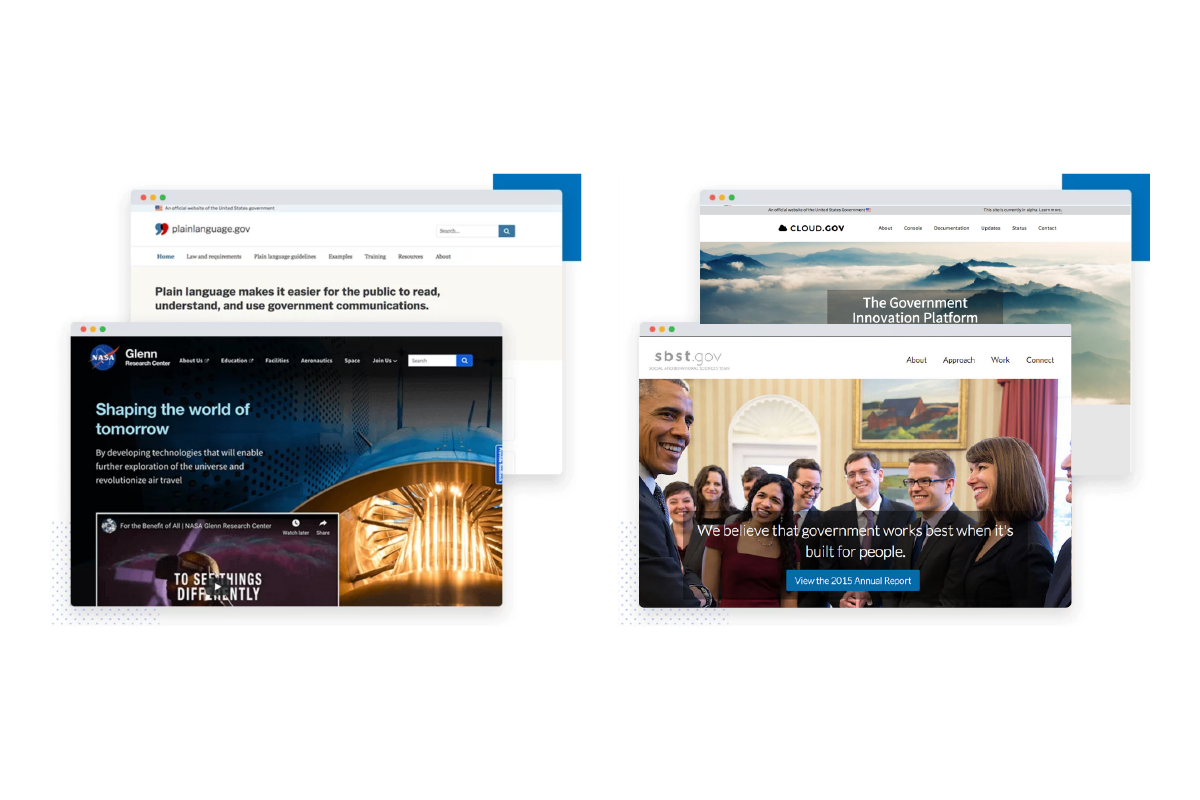 An official website of the United States government
plainlanguage.gov
Search...
Home Law and requirements Plain language guidelines Examples Training Resources About
Plain language makes it easier for the public to read,
understand, and use government communications.
NASA
Glenn
Research Center
About Us Education Facilities Aeronautics Space Join Us
Search
Shaping the world of
tomorrow
By developing technologies that will enable
further exploration of the universe and
revolutionize air travel
For the Benefit of All | NASA Glenn Research Center
Watch later Share
TO SEE THINGS
DIFFERENTLY
An official website of the United States Government
This site is currently in alpha. Learn more.
CLOUD.GOV
About Console Documentation Updates Status Contact
The Government
Innovation Platform
sbst.gov
SOCIAL AND BEHAVIORAL SCIENCES TEAM
About Approach Work Connect
We believe that government works best when it's
built for people.
View the 2015 Annual Report